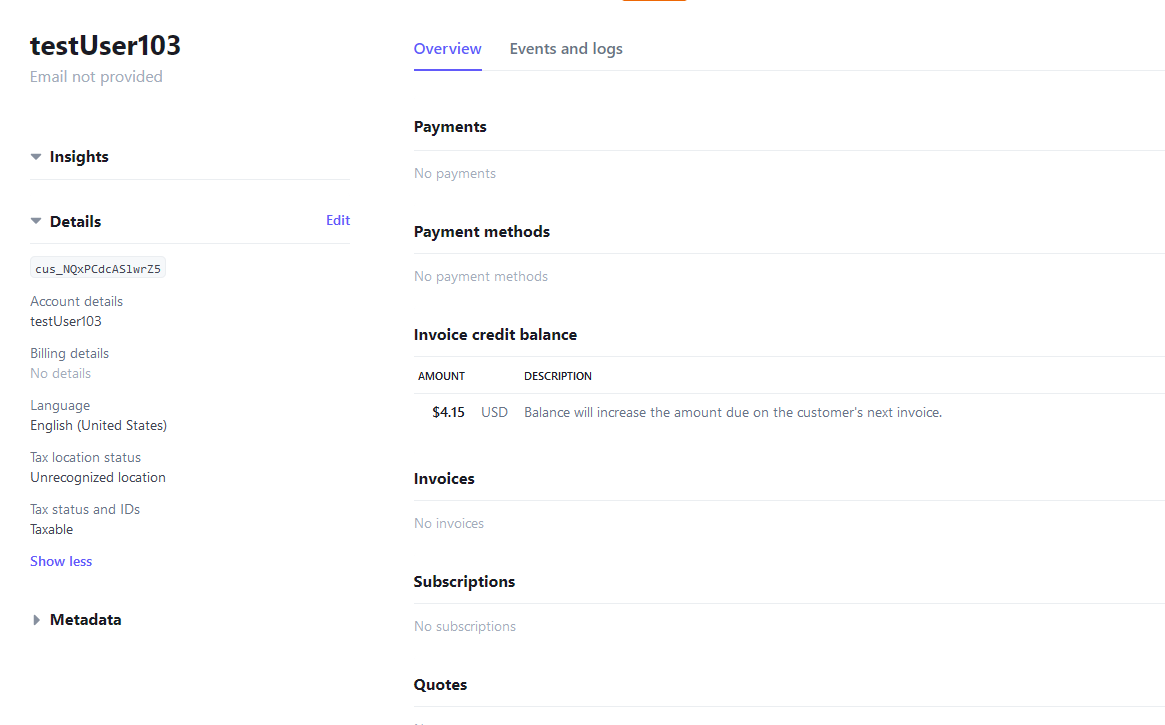 testUser103
Email not provided
Insights
Details
Edit
cus_NQxPCdcASlwrZ5
Account details
testUser103
Billing details
No details
Language
English (United States)
Tax location status
Unrecognized location
Tax status and IDs
Taxable
Show less
Metadata
Overview
Events and logs
Payments
No payments
Payment methods
No payment methods
Invoice credit balance
AMOUNT DESCRIPTION
$4.15 USD Balance will increase the amount due on the customer's next invoice.
Invoices
No invoices
Subscriptions
No subscriptions
Quotes